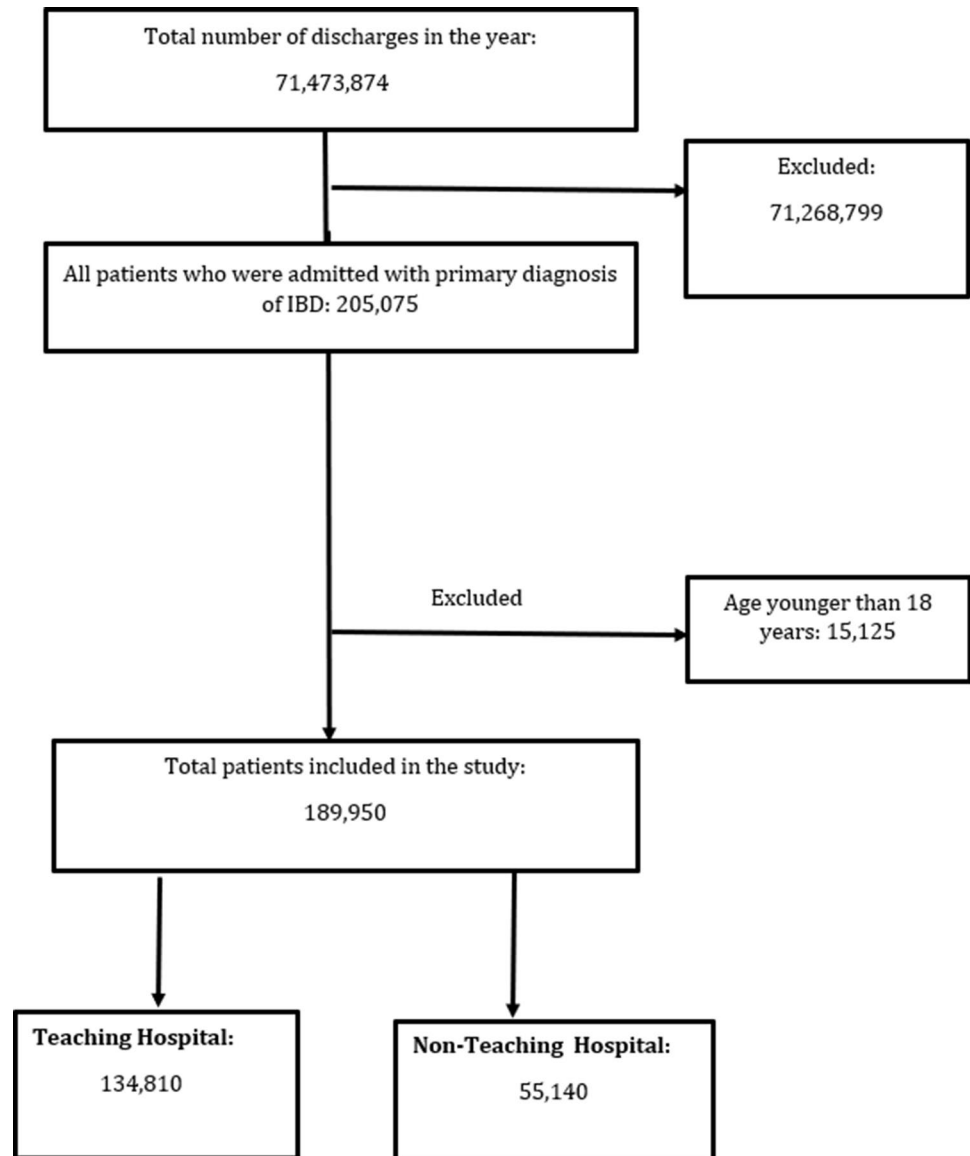 Total number of discharges in the year:
71,473,874
Excluded:
71,268,799
All patients who were admitted with primary diagnosis
of IBD: 205,075
Excluded
Age younger than 18
years: 15,125
Total patients included in the study:
189,950
Teaching Hospital:
134,810
Non-Teaching Hospital:
55,140